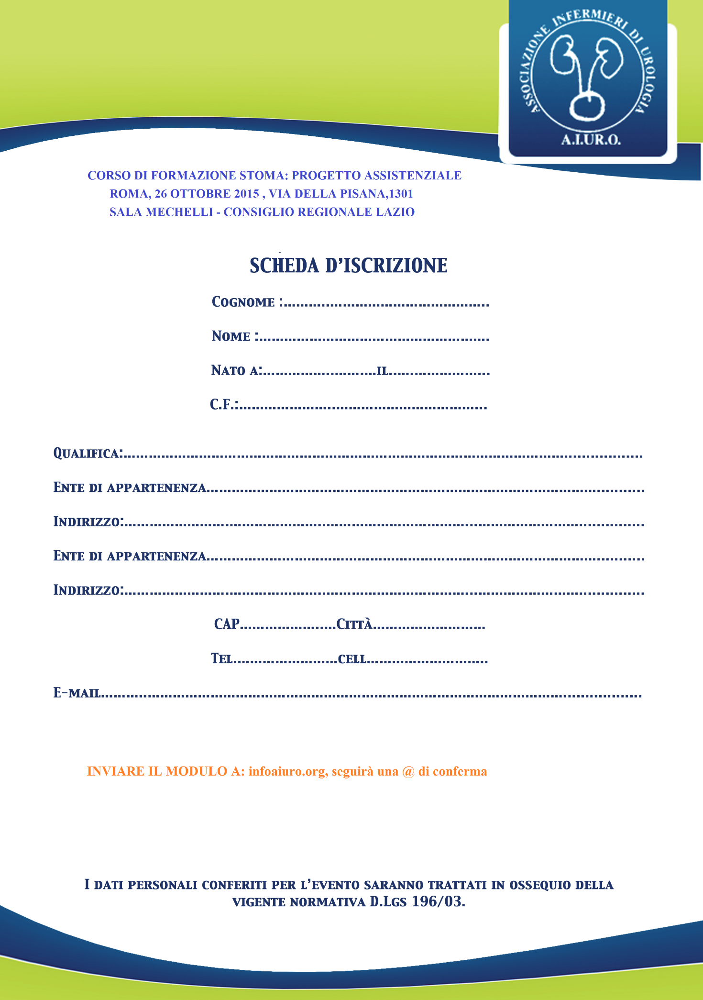 ASSOCIAZIONE INFERMIERI DI UROLOGIA
A.I.UR.O.
CORSO DI FORMAZIONE STOMA: PROGETTO ASSISTENZIALE
ROMA, 26 OTTOBRE 2015 , VIA DELLA PISANA,1301
SALA MECHELLI - CONSIGLIO REGIONALE LAZIO
SCHEDA D'ISCRIZIONE
COGNOME :.................................................
NOME :.......................................................
NATO A:...........................IL........................
C.F.:...........................................................
QUALIFICA:............................................................................................................................
ENTE DI APPARTENENZA.........................................................................................................
INDIRIZZO:............................................................................................................................
ENTE DI APPARTENENZA.........................................................................................................
INDIRIZZO:............................................................................................................................
CAP.......................CITTÀ...........................
TEL.........................CELL.............................
E-MAIL.................................................................................................................................
INVIARE IL MODULO A: infoaiuro.org, seguirà una @ di conferma
I DATI PERSONALI CONFERITI PER L'EVENTO SARANNO TRATTATI IN OSSEQUIO DELLA
VIGENTE NORMATIVA D.LGS 196/03.